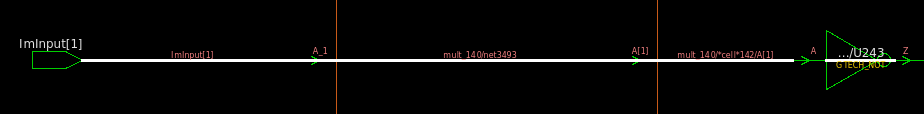 ImInput[1]
ImInput[1]
A_1
mult_140/net3493
A[1]
mult_140/*cell*142/A[1]
A
.../U243
GTECH_NOT
Z